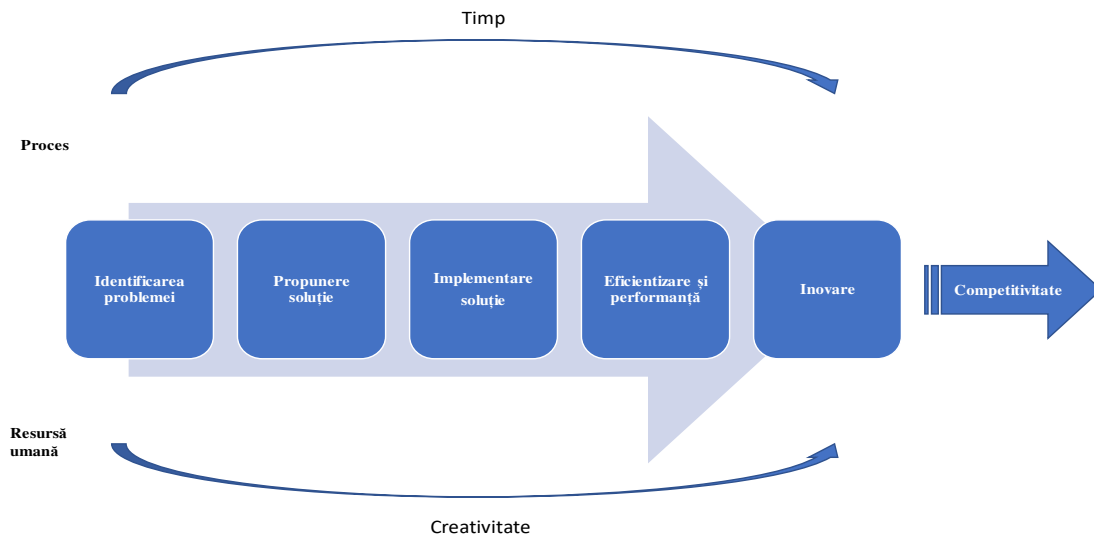 Timp
Proces
Identificarea
problemei
Propunere
soluție
Implementare
soluție
Eficientizare și
performanță
Inovare
Competitivitate
Resursă
umană
Creativitate